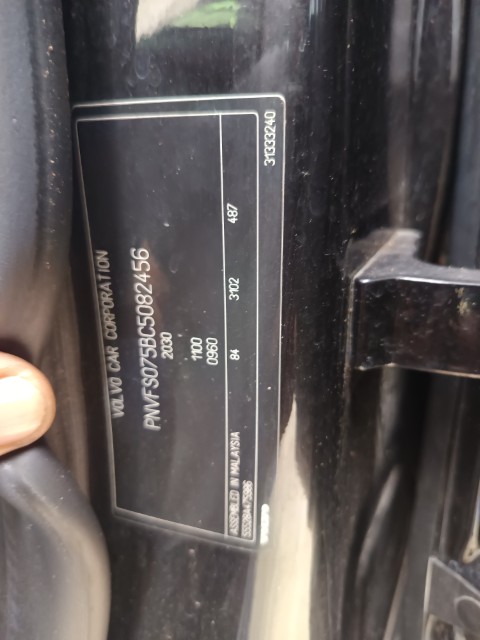 VOLVO CAR CORPORATION
PNVFS075BC5082456
2030
1100
0960
84 3102 487
ASSEMBLED IN MALAYSIA
31333240